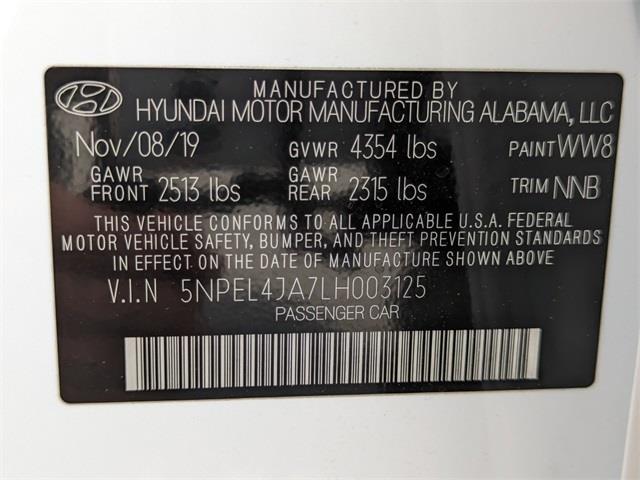 MANUFACTURED BY
HYUNDAI MOTOR MANUFACTURING ALABAMA, LLC
Nov/08/19 GVWR 4354 lbs PAINT WW8
GAWR FRONT 2513 lbs GAWR REAR 2315 lbs TRIM NNB
THIS VEHICLE CONFORMS TO ALL APPLICABLE U.S.A. FEDERAL
MOTOR VEHICLE SAFETY, BUMPER, AND THEFT PREVENTION STANDARDS
IN EFFECT ON THE DATE OF MANUFACTURE SHOWN ABOVE
V.I.N 5NPEL4JA7LH003125
PASSENGER CAR